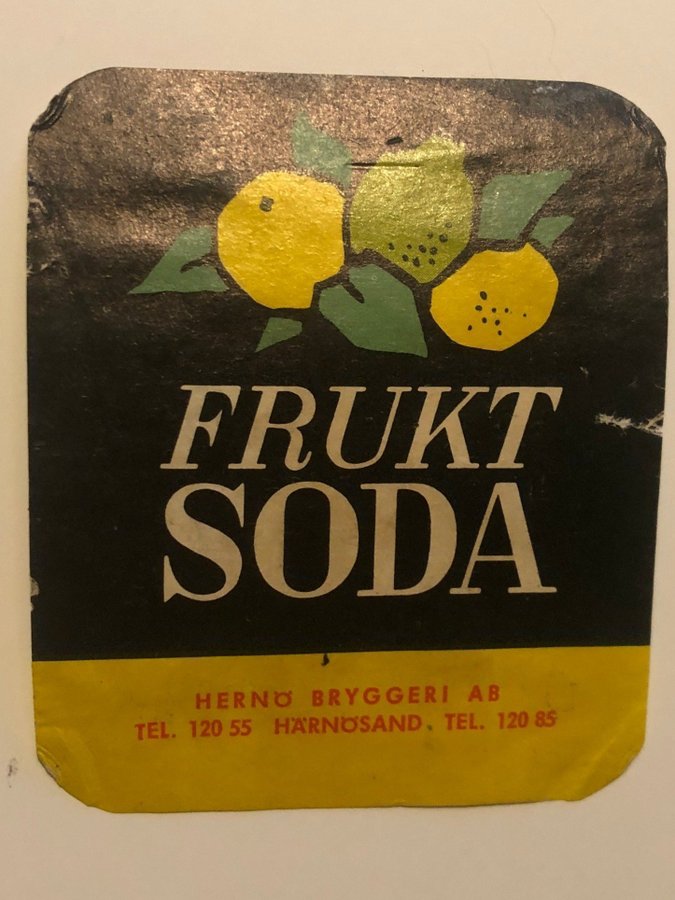 FRUKT
SODA
HERNÖ BRYGGERI AB
TEL. 120 55 HÄRNÖSAND. TEL. 120 85